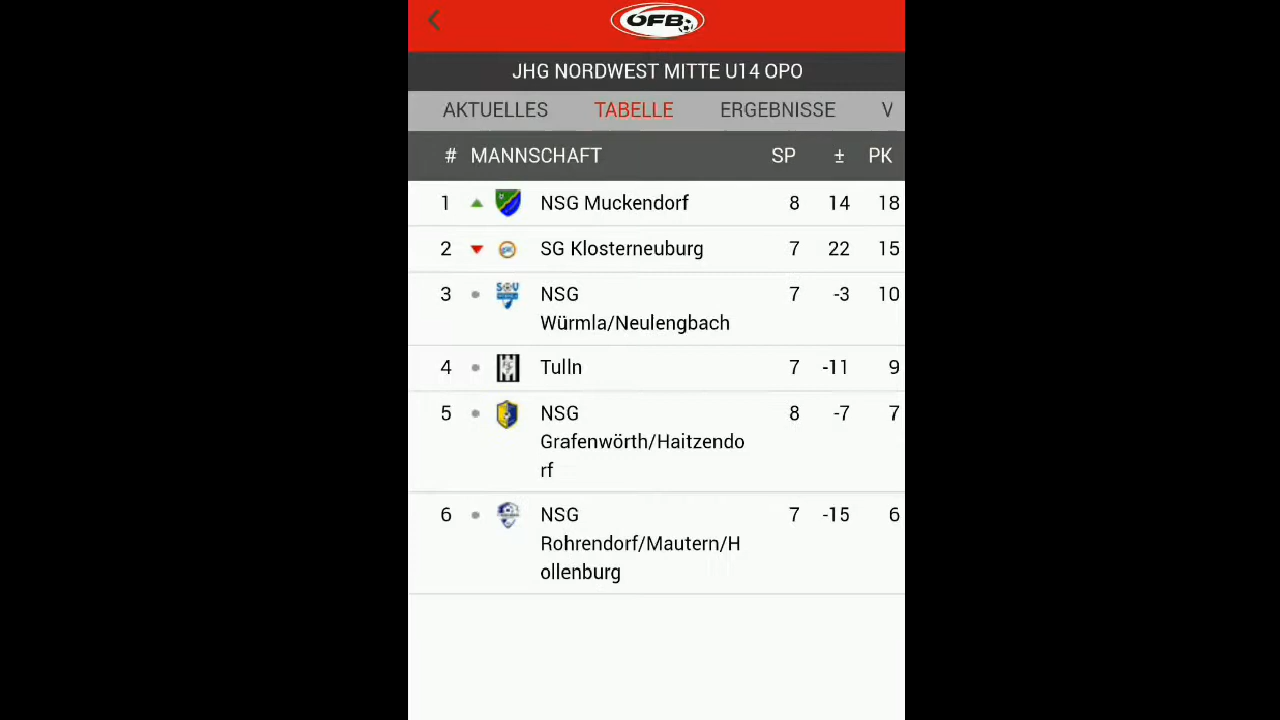 ÖFB
JHG NORDWEST MITTE U14 OPO
AKTUELLES TABELLE ERGEBNISSE V
# MANNSCHAFT SP ± PK
1 NSG Muckendorf 8 14 18
2 SG Klosterneuburg 7 22 15
3 NSG 7 -3 10
Würmla/Neulengbach
4 Tulln 7 -11 9
5 NSG 8 -7 7
Grafenwörth/Haitzendo
rf
6 NSG 7 -15 6
Rohrendorf/Mautern/H
ollenburg